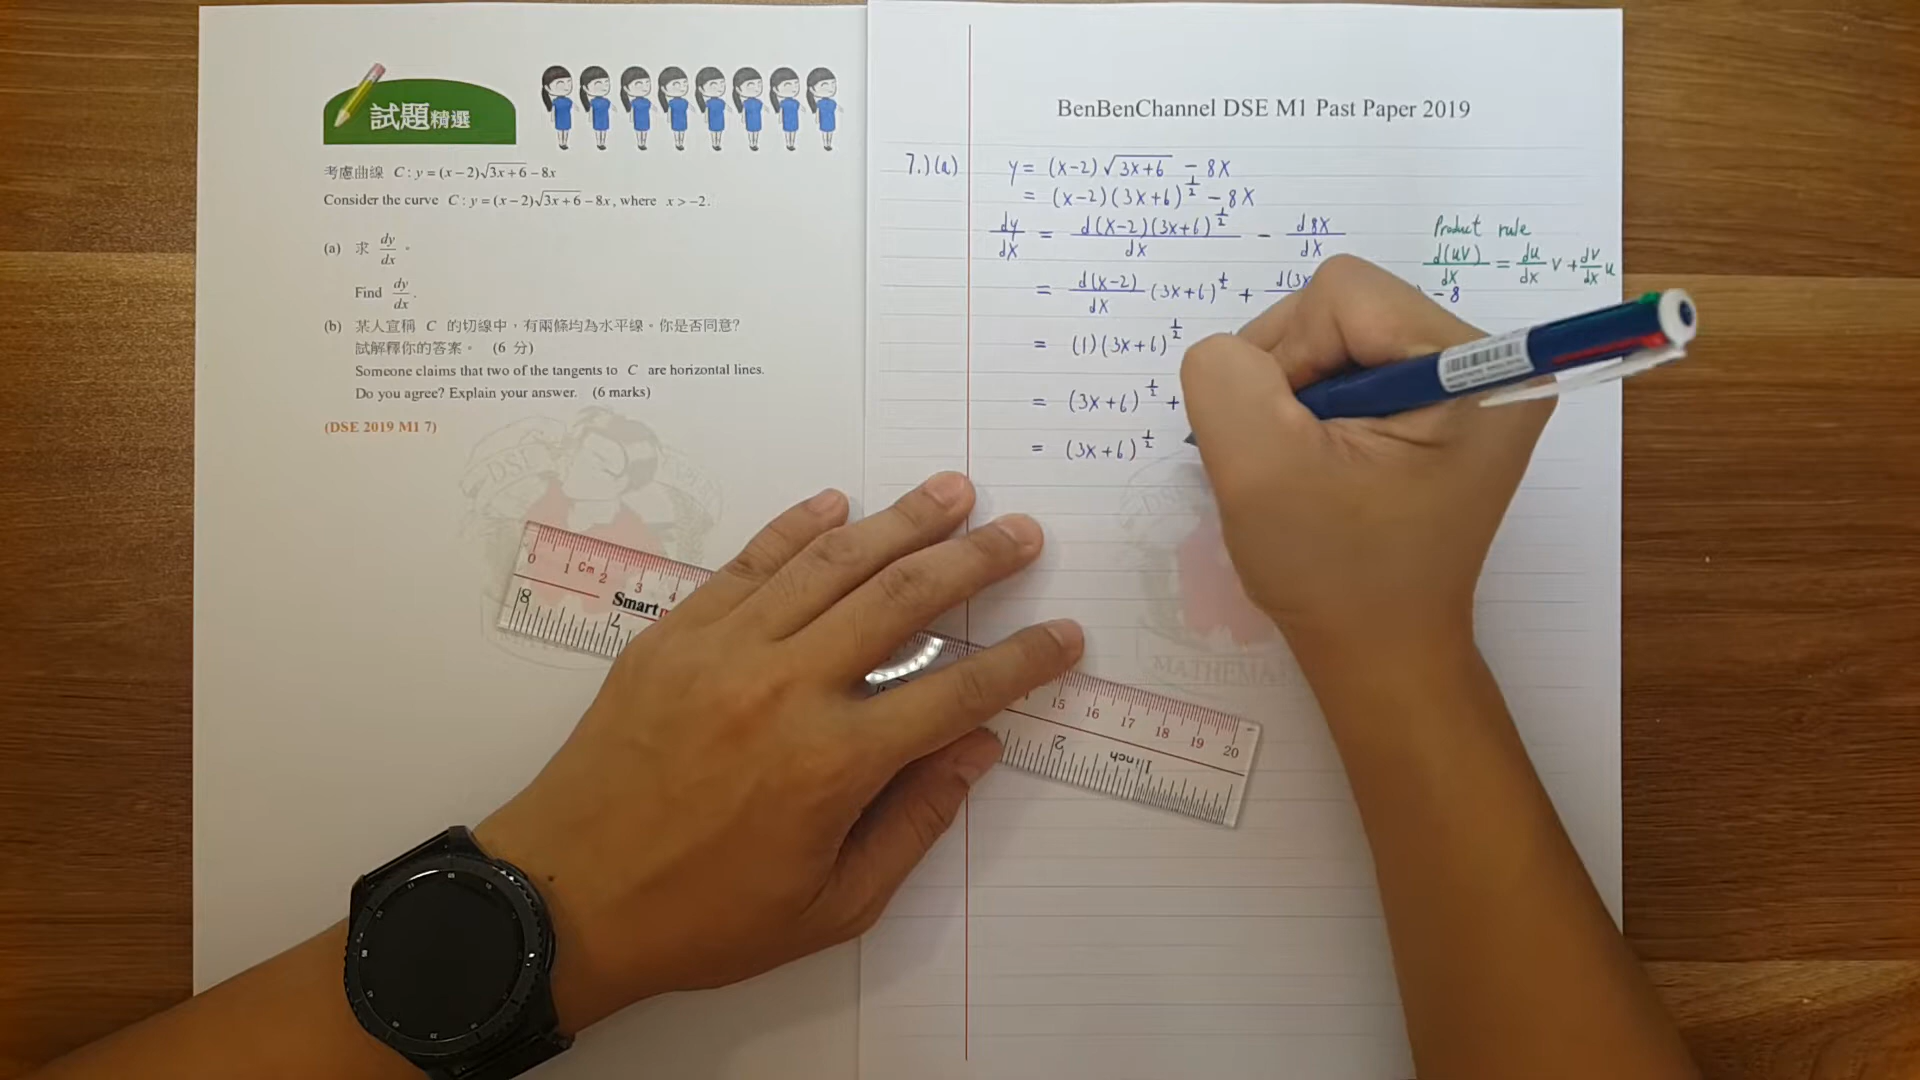 試題精選
考慮曲線 C : y = (x − 2)√(3x + 6) − 8x
Consider the curve C : y = (x − 2)√(3x + 6) − 8x, where x > −2.
(a) 求 dy/dx 。
Find dy/dx.
(b) 某人宣稱 C 的切線中，有兩條均為水平線。你是否同意?
試解釋你的答案。 (6 分)
Someone claims that two of the tangents to C are horizontal lines.
Do you agree? Explain your answer. (6 marks)
(DSE 2019 M1 7)
0 1 Cm 2 3 4
Smart
8 7
15 16 17 18 19 20
2 1 inch
BenBenChannel DSE M1 Past Paper 2019
7.)(a) y = (x-2)√(3x+6) - 8x
= (x-2)(3x+6)^(1/2) - 8x
dy/dx = d(x-2)(3x+6)^(1/2)/dx - d8x/dx
Product rule
d(uv)/dx = du/dx v + dv/dx u
= d(x-2)/dx (3x+6)^(1/2) + d(3x ) - 8
= (1)(3x+6)^(1/2)
= (3x+6)^(1/2) +
= (3x+6)^(1/2)
MATHEMA